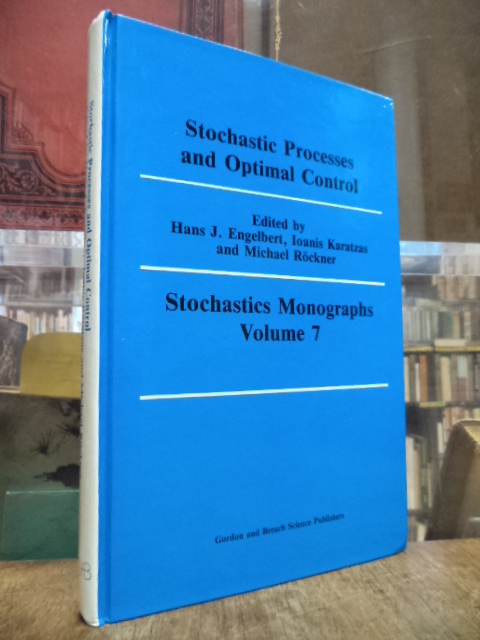 Stochastic Processes
and Optimal Control
Edited by
Hans J. Engelbert, Ioanis Karatzas
and Michael Röckner
Stochastics Monographs
Volume 7
Gordon and Breach Science Publishers
Stochastic Processes and Optimal Control